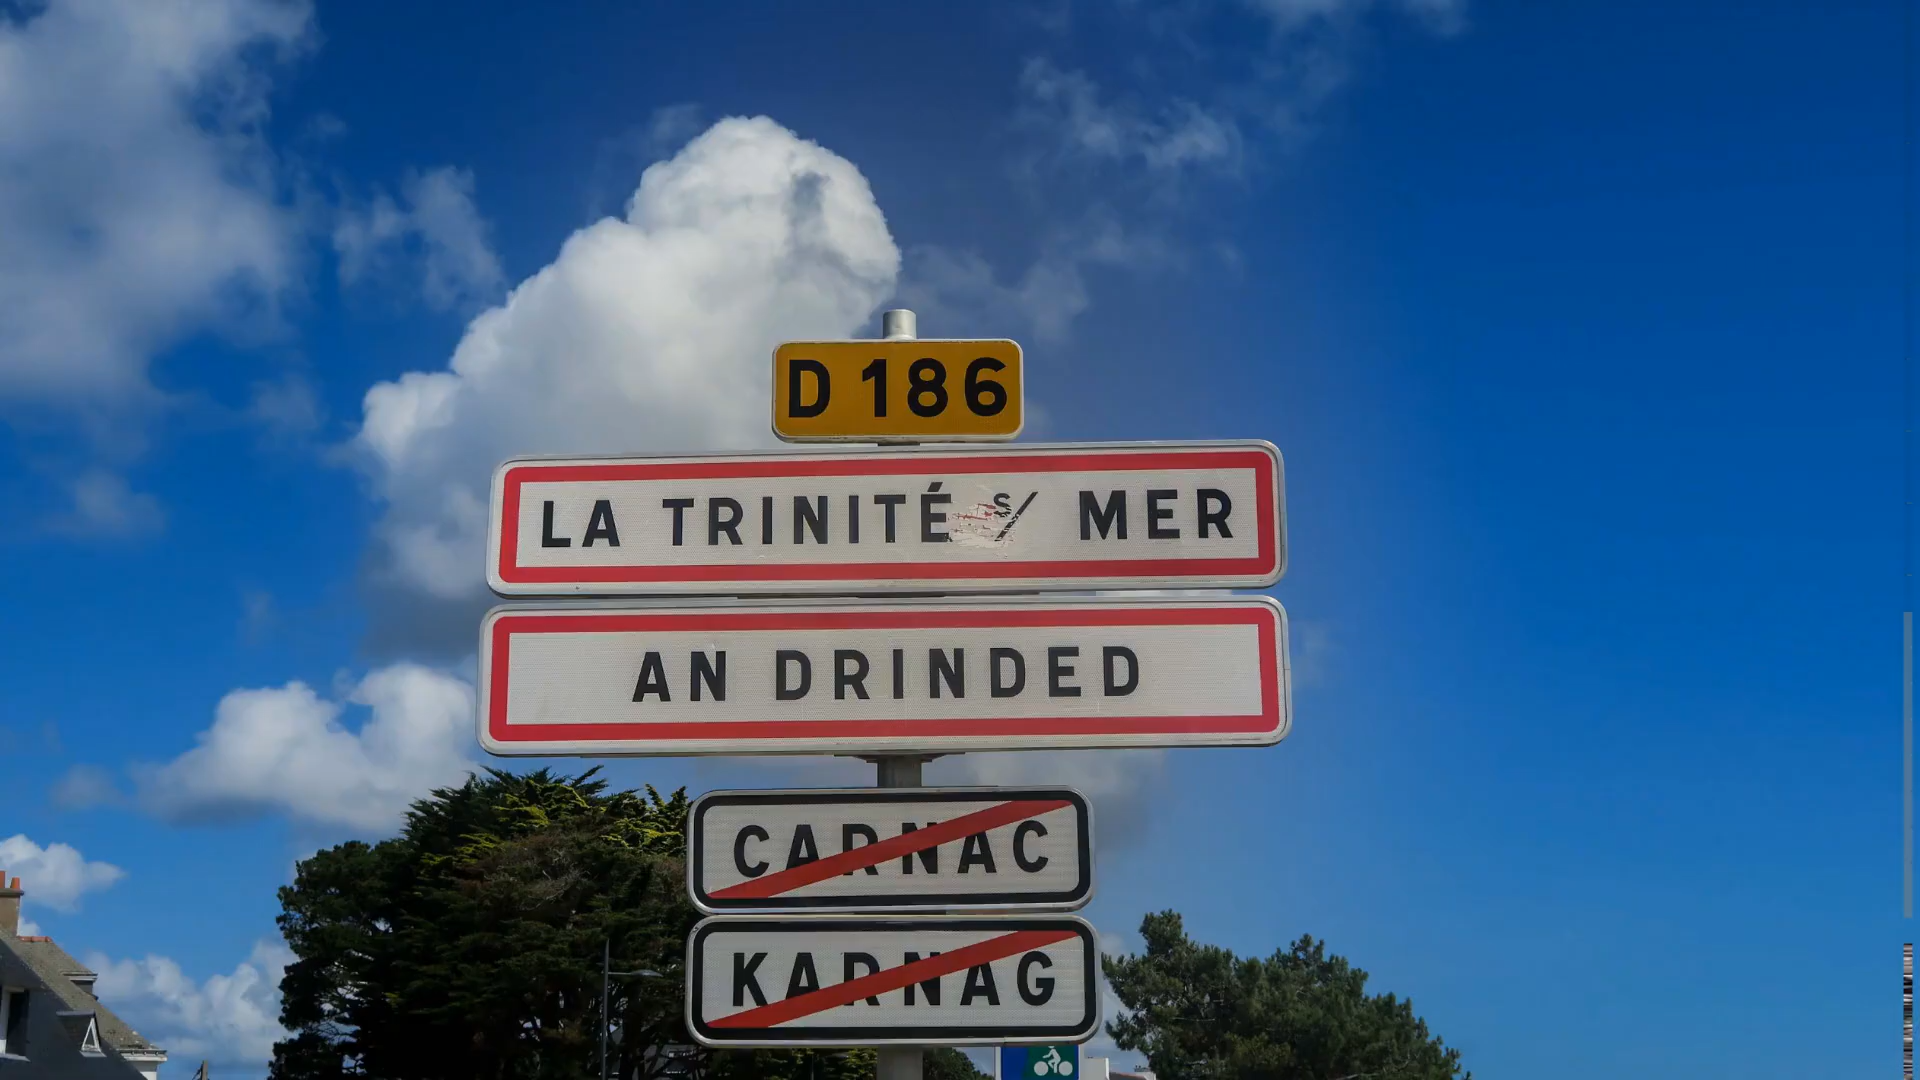 D 186
LA TRINITÉ S/ MER
AN DRINDED
CARNAC
KARNAG